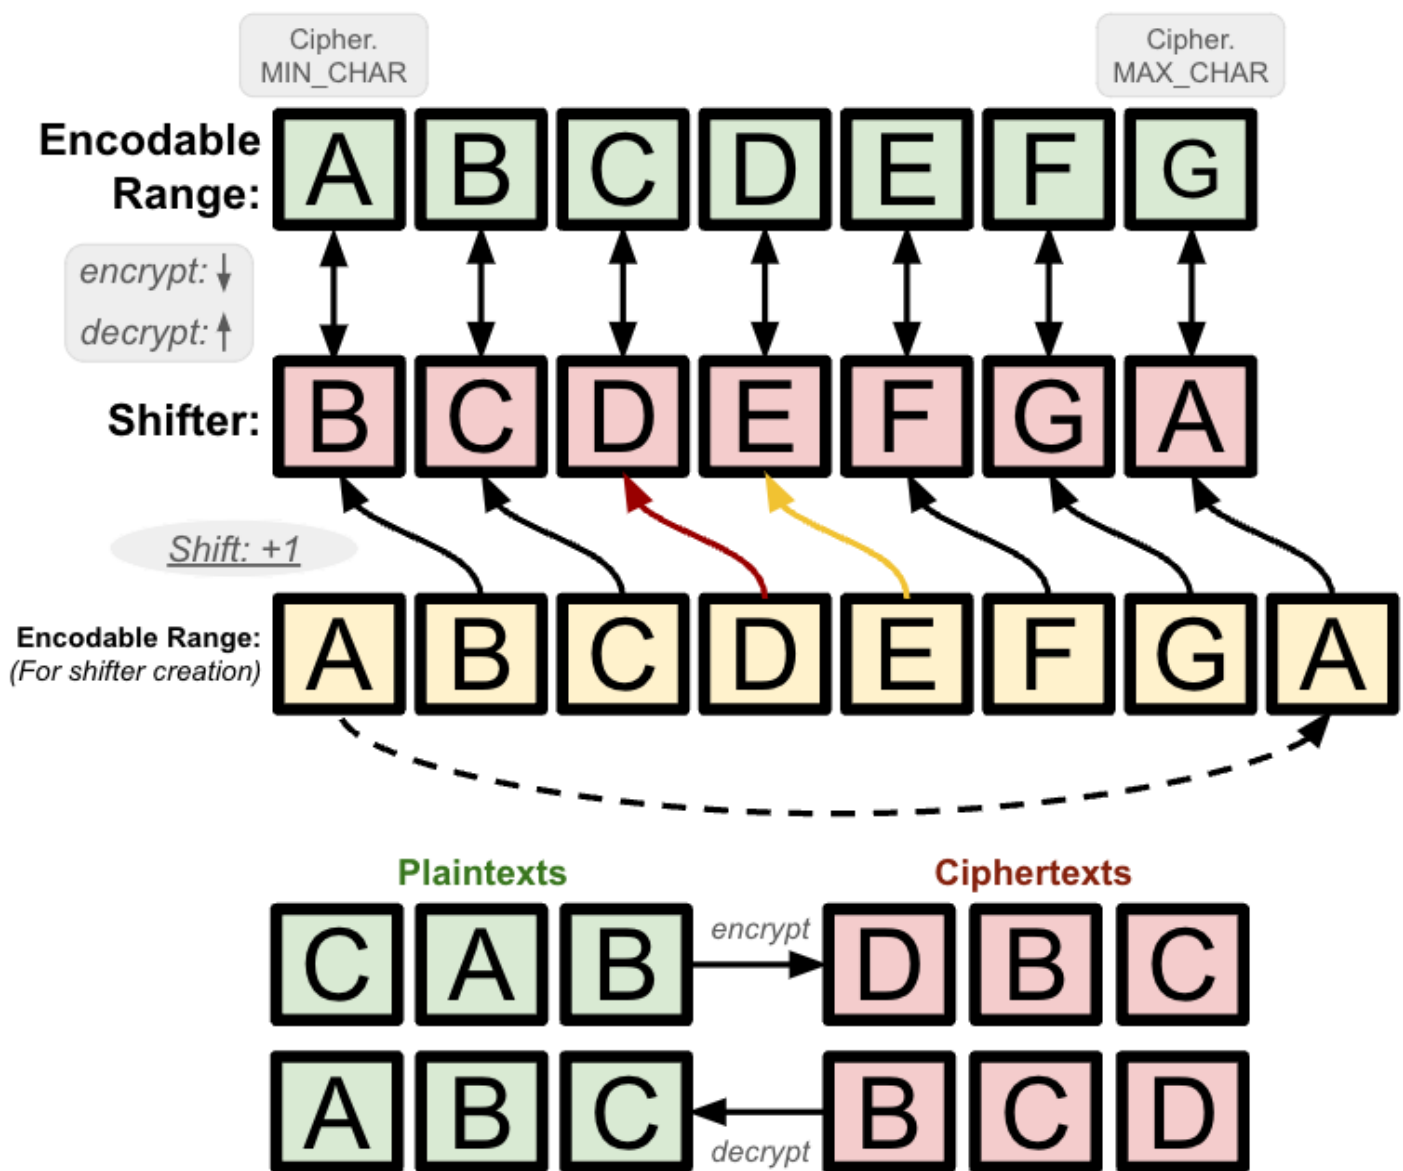 Cipher.
MIN_CHAR
Cipher.
MAX_CHAR
Encodable
Range:
A B C D E F G
encrypt:
decrypt:
Shifter:
B C D E F G A
Shift: +1
Encodable Range:
(For shifter creation)
A B C D E F G A
Plaintexts
Ciphertexts
C A B
encrypt
D B C
A B C
decrypt
B C D